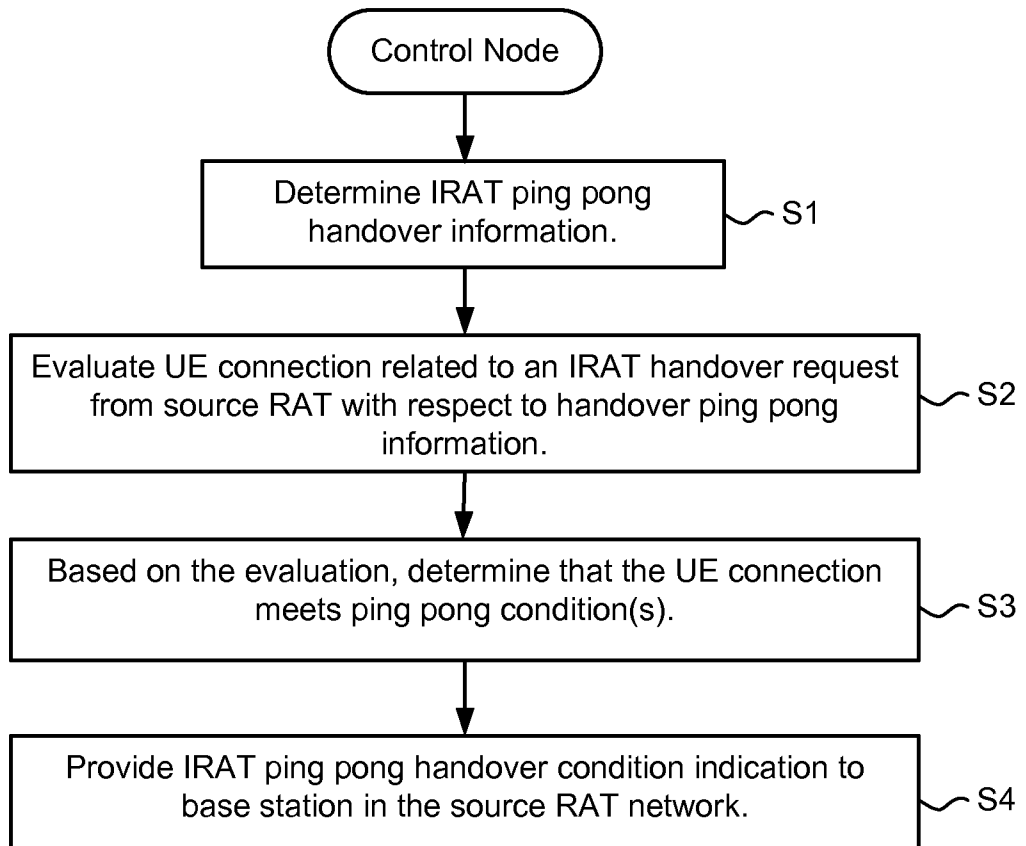 Control Node
Determine IRAT ping pong
handover information.
S1
Evaluate UE connection related to an IRAT handover request
from source RAT with respect to handover ping pong
information.
S2
Based on the evaluation, determine that the UE connection
meets ping pong condition(s).
S3
Provide IRAT ping pong handover condition indication to
base station in the source RAT network.
S4